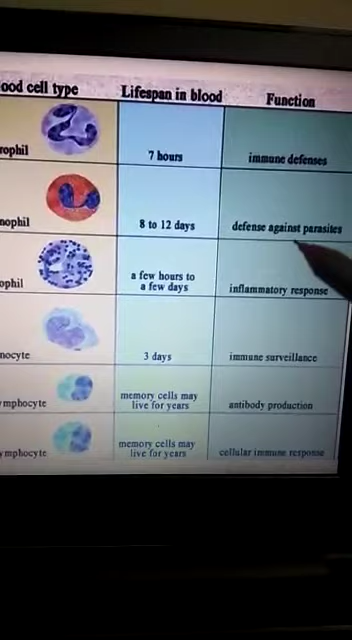 ood cell type Lifespan in blood Function
rophil 7 hours immune defenses
nophil 8 to 12 days defense against parasites
ophil a few hours to
a few days inflammatory response
nocyte 3 days immune surveillance
ymphocyte memory cells may
live for years antibody production
ymphocyte memory cells may
live for years cellular immune response